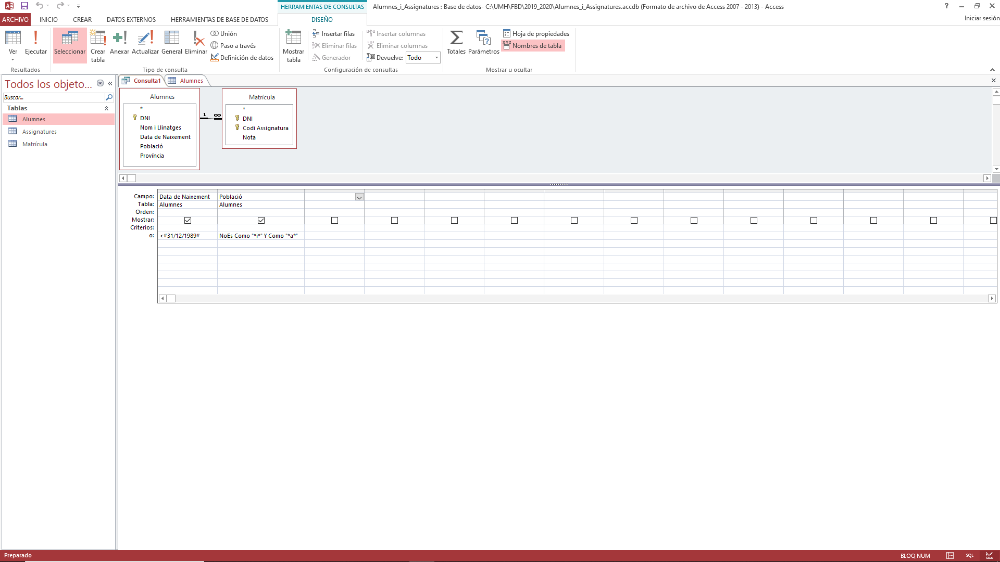 HERRAMIENTAS DE CONSULTAS
Alumnes_i_Assignatures : Base de datos- C:\UMH\FBD\2019_2020\Alumnes_i_Assignatures.accdb (Formato de archivo de Access 2007 - 2013) - Access
?
ARCHIVO
INICIO
CREAR
DATOS EXTERNOS
HERRAMIENTAS DE BASE DE DATOS
DISEÑO
Iniciar sesión
Ver
Ejecutar
Resultados
Seleccionar
Crear
tabla
Anexar
Actualizar
General
Eliminar
Unión
Paso a través
Definición de datos
Tipo de consulta
Mostrar
tabla
Insertar filas
Eliminar filas
Generador
Insertar columnas
Eliminar columnas
Devuelve: Todo
Configuración de consultas
Totales
Parámetros
Hoja de propiedades
XYZ
Nombres de tabla
Mostrar u ocultar
Todos los objeto...
Buscar...
Tablas
Alumnes
Assignatures
Matrícula
Consulta1
Alumnes
Alumnes
*
DNI
Nom i Llinatges
Data de Naixement
Població
Província
1 ∞
Matrícula
*
DNI
Codi Assignatura
Nota
Campo: Data de Naixement Població
Tabla: Alumnes Alumnes
Orden:
Mostrar:
Criterios:
o: <#31/12/1989# NoEs Como "*i*" Y Como "*a*"
Preparado
BLOQ NUM
SQL